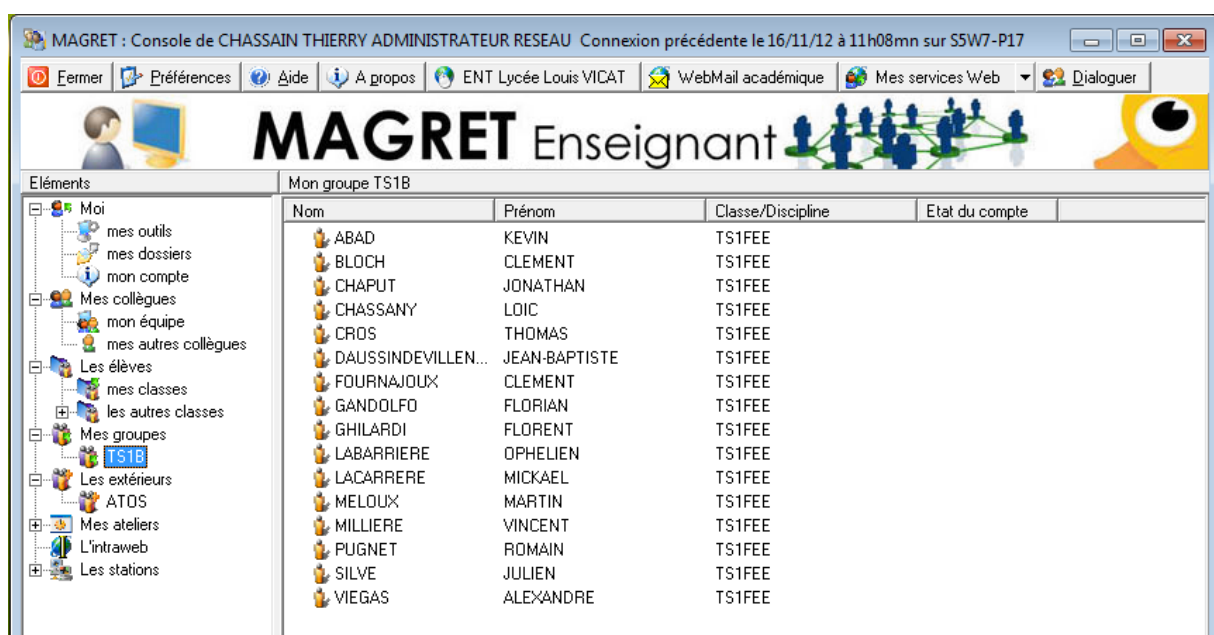 MAGRET : Console de CHASSAIN THIERRY ADMINISTRATEUR RESEAU Connexion précédente le 16/11/12 à 11h08mn sur S5W7-P17
Fermer Préférences Aide A propos ENT Lycée Louis VICAT WebMail académique Mes services Web Dialoguer
MAGRET Enseignant
Eléments
Mon groupe TS1B
Moi
mes outils
mes dossiers
mon compte
Mes collègues
mon équipe
mes autres collègues
Les élèves
mes classes
les autres classes
Mes groupes
TS1B
Les extérieurs
ATOS
Mes ateliers
L'intraweb
Les stations
Nom Prénom Classe/Discipline Etat du compte
ABAD KEVIN TS1FEE
BLOCH CLEMENT TS1FEE
CHAPUT JONATHAN TS1FEE
CHASSANY LOIC TS1FEE
CROS THOMAS TS1FEE
DAUSSINDEVILLEN... JEAN-BAPTISTE TS1FEE
FOURNAJOUX CLEMENT TS1FEE
GANDOLFO FLORIAN TS1FEE
GHILARDI FLORENT TS1FEE
LABARRIERE OPHELIEN TS1FEE
LACARRERE MICKAEL TS1FEE
MELOUX MARTIN TS1FEE
MILLIERE VINCENT TS1FEE
PUGNET ROMAIN TS1FEE
SILVE JULIEN TS1FEE
VIEGAS ALEXANDRE TS1FEE